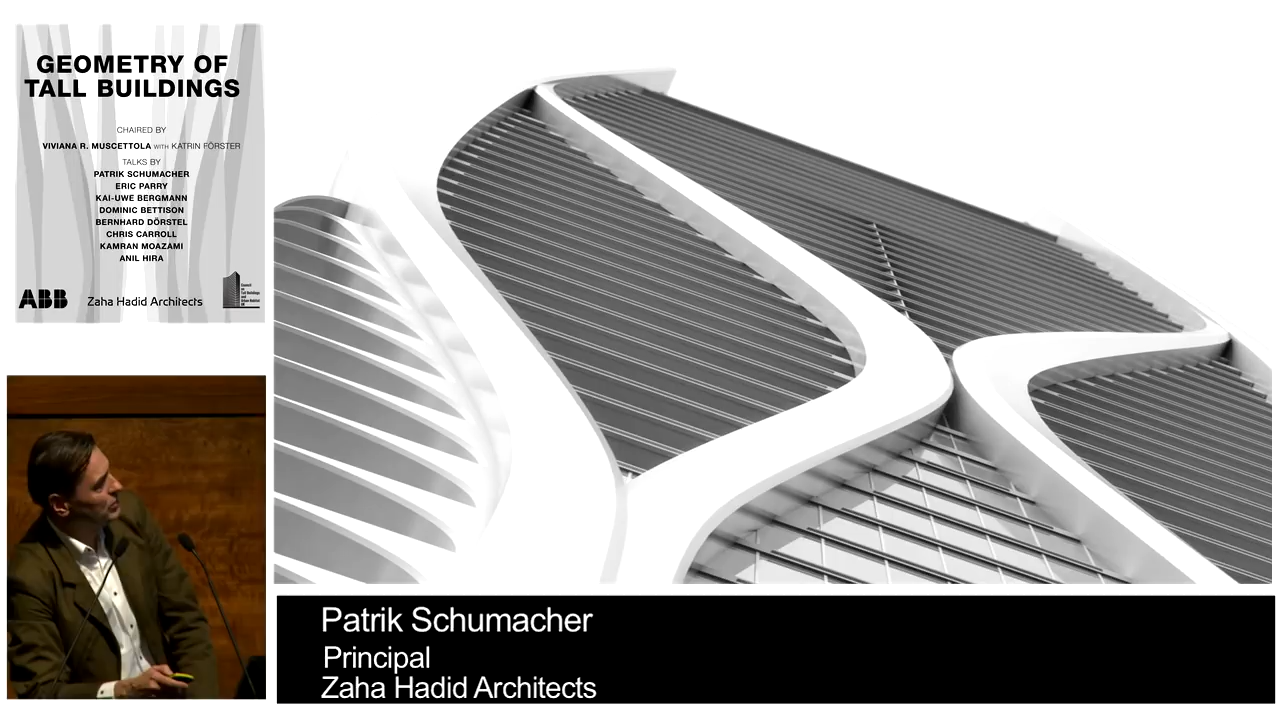 GEOMETRY OF
TALL BUILDINGS
CHAIRED BY
VIVIANA R. MUSCETTOLA WITH KATRIN FÖRSTER
TALKS BY
PATRIK SCHUMACHER
ERIC PARRY
KAI-UWE BERGMANN
DOMINIC BETTISON
BERNHARD DÖRSTEL
CHRIS CARROLL
KAMRAN MOAZAMI
ANIL HIRA
ABB
Zaha Hadid Architects
Patrik Schumacher
Principal
Zaha Hadid Architects